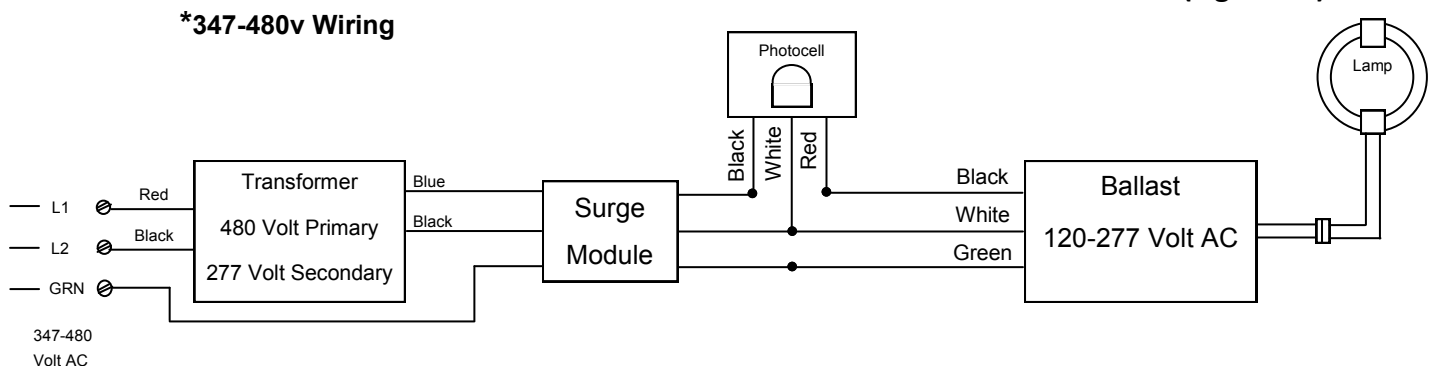 *347-480v Wiring
Photocell
Lamp
Black
White
Red
L1
Red
L2
Black
GRN
347-480
Volt AC
Transformer
480 Volt Primary
277 Volt Secondary
Blue
Black
Surge
Module
Black
White
Green
Ballast
120-277 Volt AC